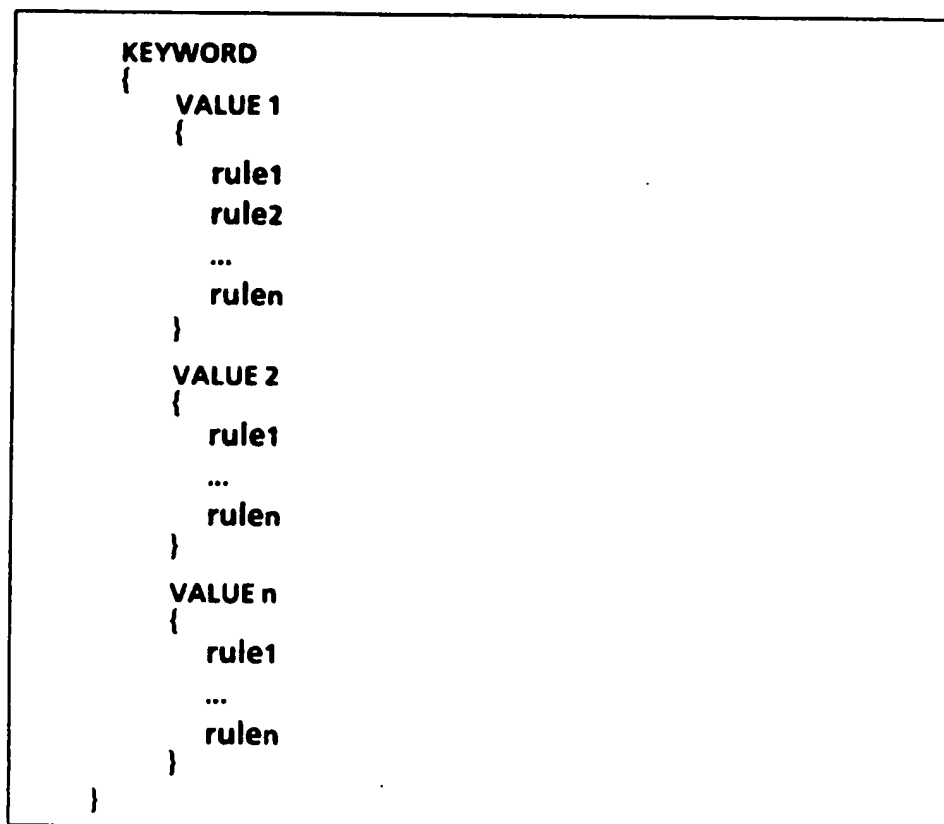 KEYWORD
{
VALUE 1
{
rule1
rule2
...
rulen
}
VALUE 2
{
rule1
...
rulen
}
VALUE n
{
rule1
...
rulen
}
}